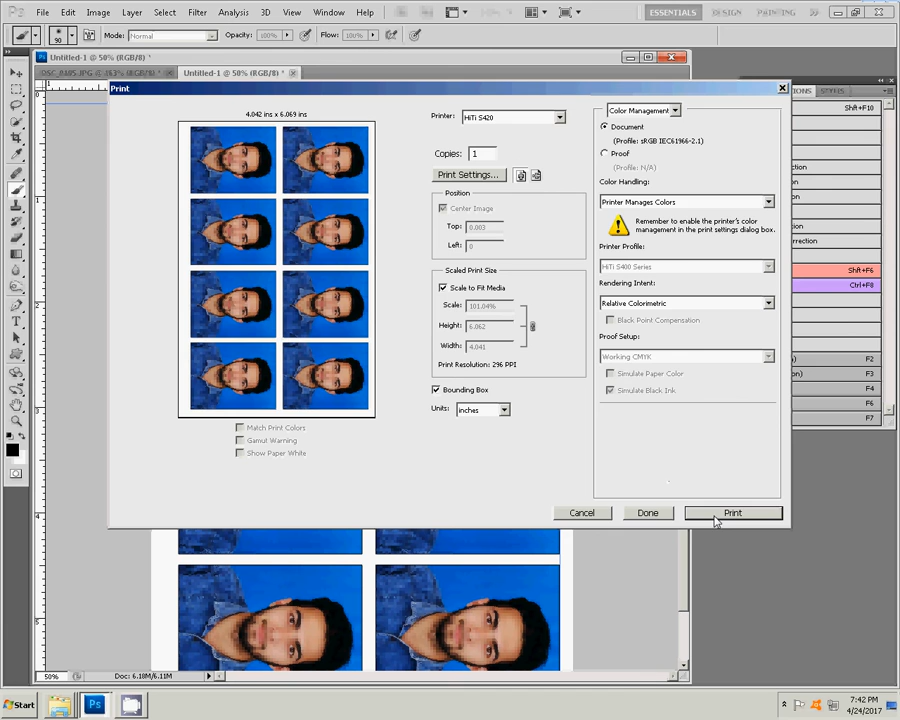 Ps File Edit Image Layer Select Filter Analysis 3D View Window Help ESSENTIALS DESIGN PAINTING
90 Mode: Normal Opacity: 100% Flow: 100%
Untitled-1 @ 50% (RGB/8) *
Untitled-1 @ 50% (RGB/8) *
STYLES
Print
4.042 ins x 6.069 ins
Printer: HiTi S420
Copies: 1
Print Settings...
Position
Center Image
Top: 0.003
Left: 0
Scaled Print Size
Scale to Fit Media
Scale: 101.04%
Height: 6.062
Width: 4.041
Print Resolution: 296 PPI
Bounding Box
Units: inches
Match Print Colors
Gamut Warning
Show Paper White
Color Management
Document
(Profile: sRGB IEC61966-2.1)
Proof
(Profile: N/A)
Color Handling:
Printer Manages Colors
Remember to enable the printer's color
management in the print settings dialog box.
Printer Profile:
HiTi S400 Series
Rendering Intent:
Relative Colorimetric
Black Point Compensation
Proof Setup:
Working CMYK
Simulate Paper Color
Simulate Black Ink
Cancel Done Print
Shft+F10
Shft+F6
Ctrl+F8
F2
F3
F4
F6
F7
50% Doc: 6.18M/6.11M
Start Ps
7:42 PM
4/24/2017